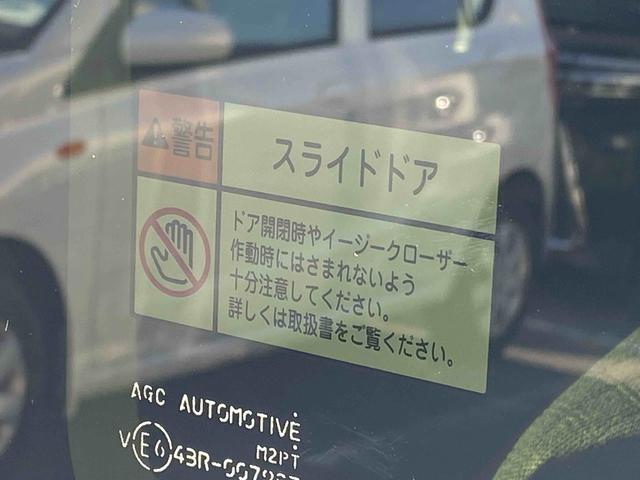 警告
スライドドア
ドア開閉時やイージークローザー
作動時にはさまれないよう
十分注意してください。
詳しくは取扱書をご覧ください。
AGC AUTOMOTIVE
M2PT
V E6 43R-